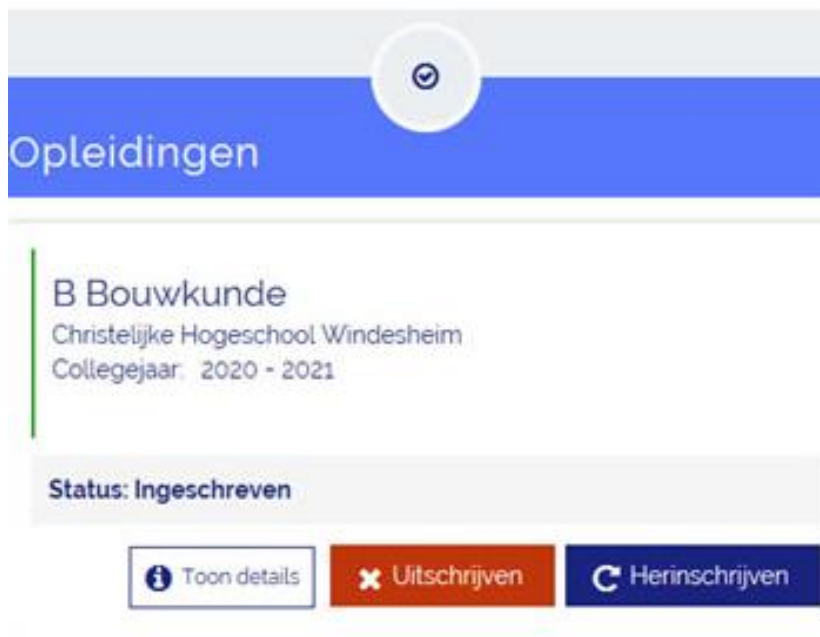 Opleidingen
B Bouwkunde
Christelijke Hogeschool Windesheim
Collegejaar: 2020 - 2021
Status: Ingeschreven
Toon details Uitschrijven Herinschrijven